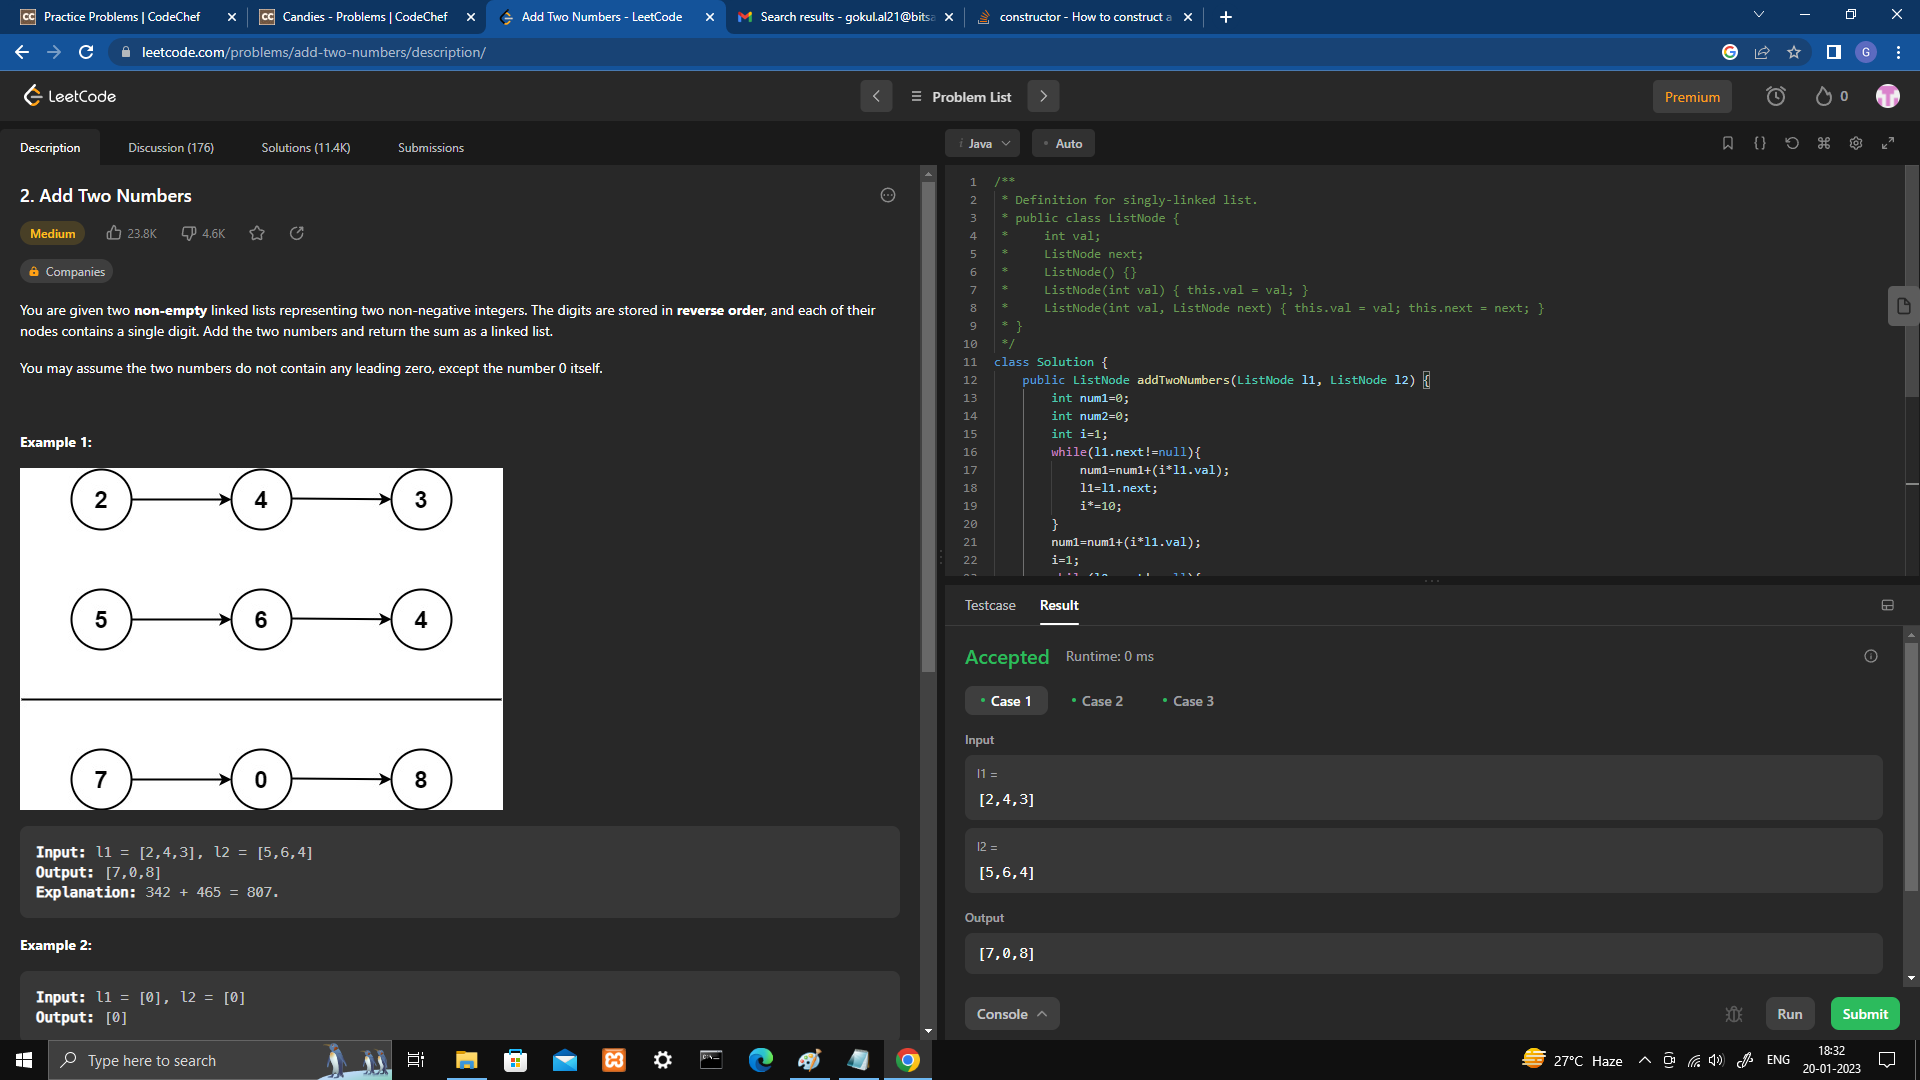 Practice Problems | CodeChef
Candies - Problems | CodeChef
Add Two Numbers - LeetCode
Search results - gokul.al21@bitsa
constructor - How to construct a
leetcode.com/problems/add-two-numbers/description/
G
LeetCode
Problem List
Premium
0
Description
Discussion (176)
Solutions (11.4K)
Submissions
2. Add Two Numbers
Medium
23.8K
4.6K
Companies
You are given two non-empty linked lists representing two non-negative integers. The digits are stored in reverse order, and each of their
nodes contains a single digit. Add the two numbers and return the sum as a linked list.
You may assume the two numbers do not contain any leading zero, except the number 0 itself.
Example 1:
2 4 3
5 6 4
7 0 8
Input: l1 = [2,4,3], l2 = [5,6,4]
Output: [7,0,8]
Explanation: 342 + 465 = 807.
Example 2:
Input: l1 = [0], l2 = [0]
Output: [0]
i Java
Auto
1 /**
2 * Definition for singly-linked list.
3 * public class ListNode {
4 *     int val;
5 *     ListNode next;
6 *     ListNode() {}
7 *     ListNode(int val) { this.val = val; }
8 *     ListNode(int val, ListNode next) { this.val = val; this.next = next; }
9 * }
10 */
11 class Solution {
12     public ListNode addTwoNumbers(ListNode l1, ListNode l2) {
13         int num1=0;
14         int num2=0;
15         int i=1;
16         while(l1.next!=null){
17             num1=num1+(i*l1.val);
18             l1=l1.next;
19             i*=10;
20         }
21         num1=num1+(i*l1.val);
22         i=1;
Testcase
Result
Accepted
Runtime: 0 ms
Case 1
Case 2
Case 3
Input
l1 =
[2,4,3]
l2 =
[5,6,4]
Output
[7,0,8]
Console
Run
Submit
Type here to search
27°C Haze
ENG
18:32
20-01-2023